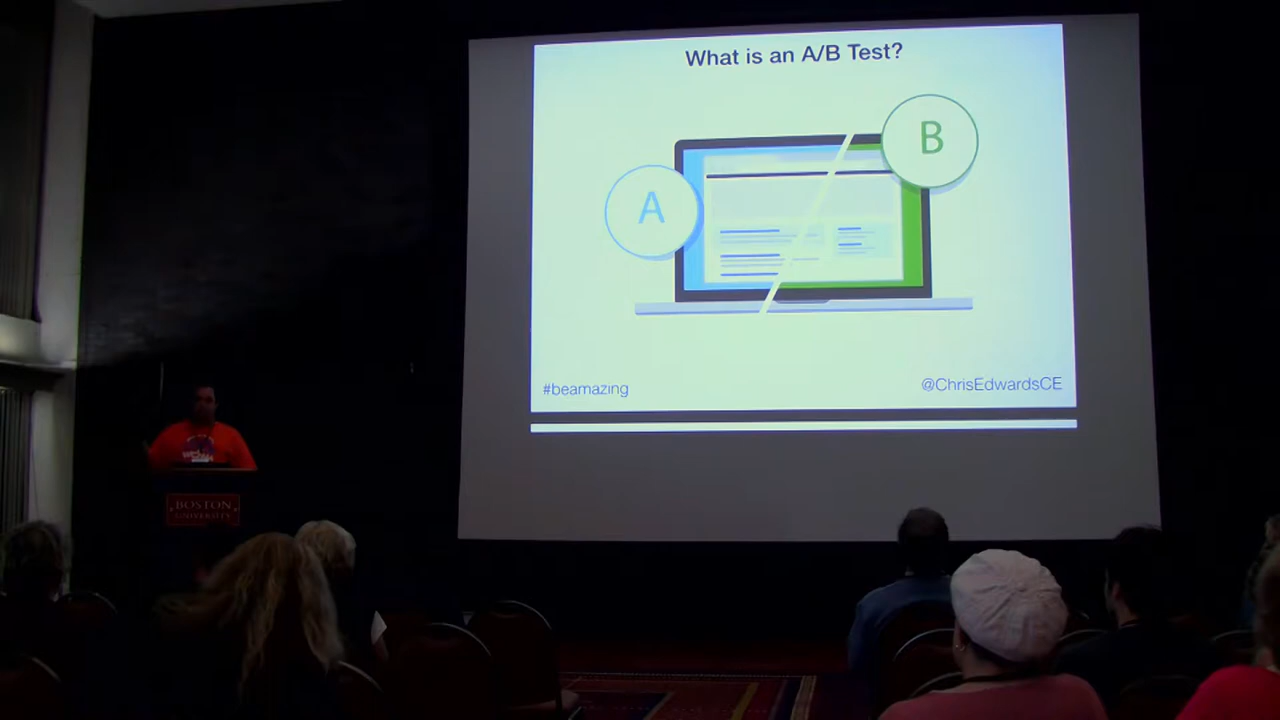 What is an A/B Test?
A
B
#beamazing
@ChrisEdwardsCE
BOSTON
UNIVERSITY